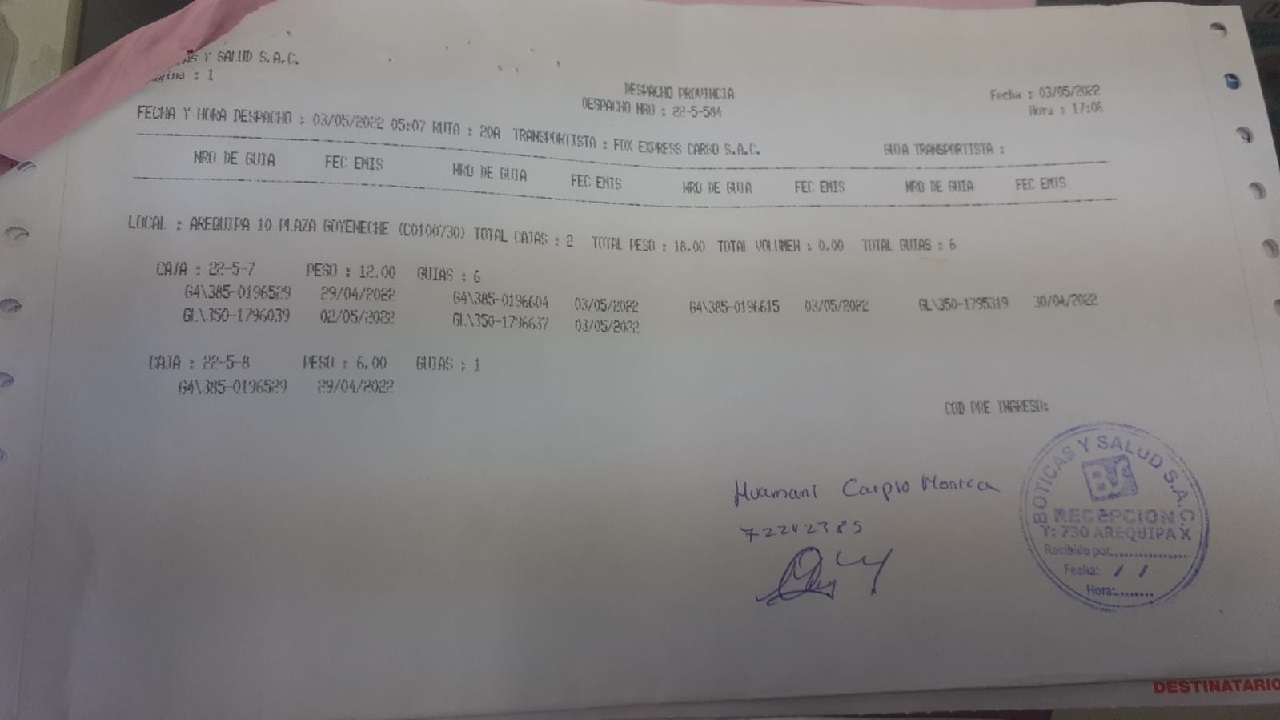 Y SALUD S.A.C.
: 1
DESPACHO PROVINCIA
DESPACHO NRO : 22-5-504
Fecha : 03/05/2022
Hora : 17:06
FECHA Y HORA DESPACHO : 03/05/2022 05:07 RUTA : 20A TRANSPORTISTA : FOX EXPRESS CARGO S.A.C. GUIA TRANSPORTISTA :
NRO DE GUIA FEC EMIS NRO DE GUIA FEC EMIS NRO DE GUIA FEC EMIS NRO DE GUIA FEC EMIS
LOCAL : AREQUIPA 10 PLAZA GOYENECHE (C0100730) TOTAL CAJAS : 2 TOTAL PESO : 18.00 TOTAL VOLUMEN : 0.00 TOTAL GUIAS : 6
CAJA : 22-5-7 PESO : 12.00 GUIAS : 6
G4\385-0196529 29/04/2022 G4\385-0196604 03/05/2022 G4\385-0196615 03/05/2022 GL\350-1795319 30/04/2022
GL\350-1796039 02/05/2022 GL\350-1796637 03/05/2022
CAJA : 22-5-8 PESO : 6.00 GUIAS : 1
G4\385-0196529 29/04/2022
COD PRE INGRESO:
Huamani Carpio Monica
72242385
BOTICAS Y SALUD S.A.C
BS
RECEPCION
T: 730 AREQUIPA X
Recibido por..................
Fecha: / /
Hora:.........
DESTINATARIO